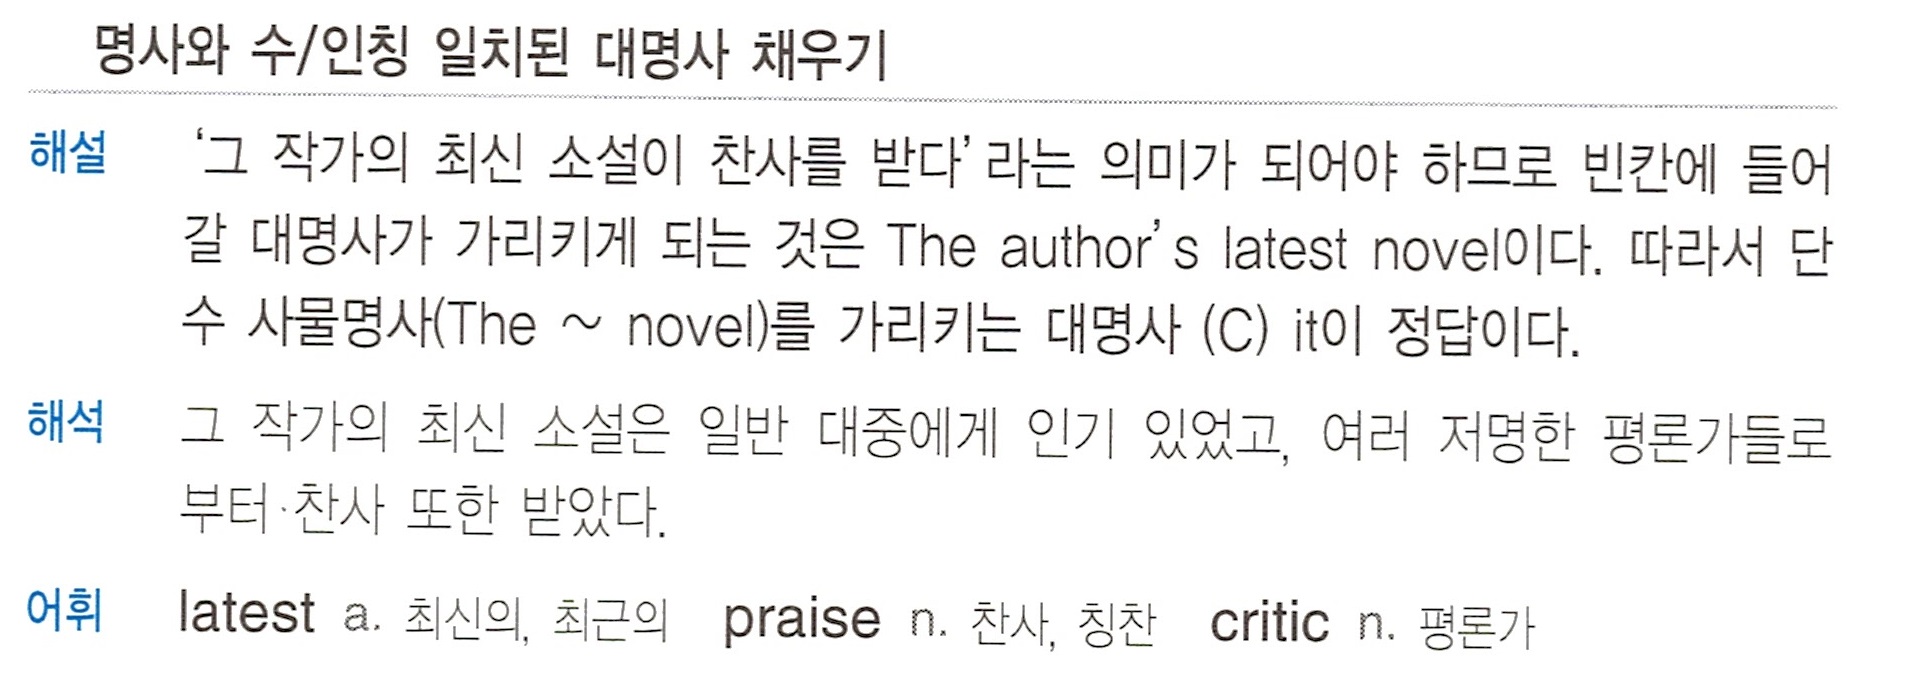 명사와 수/인칭 일치된 대명사 채우기
해설 ‘그 작가의 최신 소설이 찬사를 받다’라는 의미가 되어야 하므로 빈칸에 들어
갈 대명사가 가리키게 되는 것은 The author’s latest novel이다. 따라서 단
수 사물명사(The ~ novel)를 가리키는 대명사 (C) it이 정답이다.
해석 그 작가의 최신 소설은 일반 대중에게 인기 있었고, 여러 저명한 평론가들로
부터 찬사 또한 받았다.
어휘 latest a. 최신의, 최근의 praise n. 찬사, 칭찬 critic n. 평론가